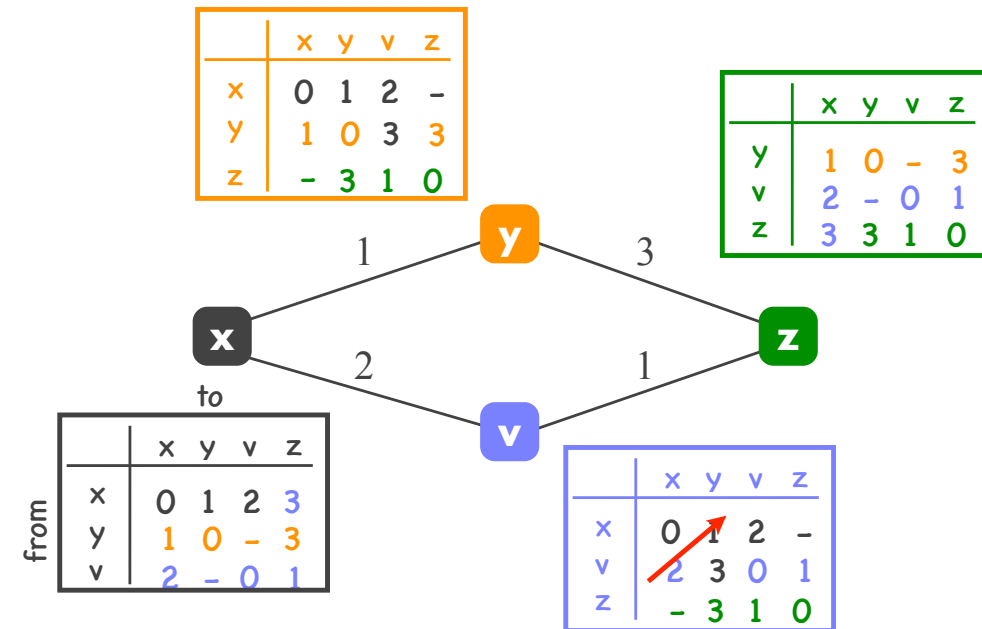 x y v z
x 0 1 2 -
y 1 0 3 3
z - 3 1 0
x y v z
y 1 0 - 3
v 2 - 0 1
z 3 3 1 0
y
1
3
x
z
2
1
v
to
from
x y v z
x 0 1 2 3
y 1 0 - 3
v 2 - 0 1
x y v z
x 0 1 2 -
v 2 3 0 1
z - 3 1 0